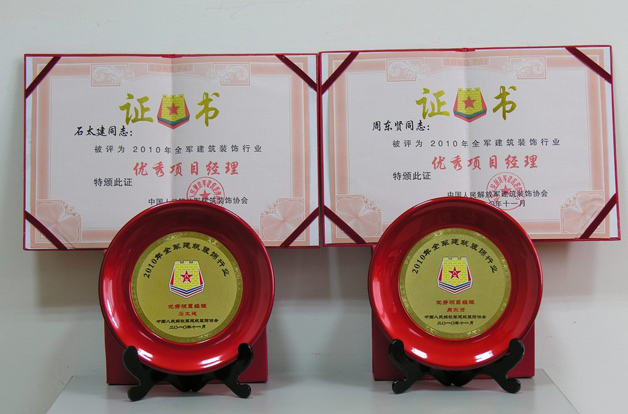 证书
石太建同志:
被评为2010年全军建筑装饰行业
优秀项目经理
特颁此证
中国人民解放军建筑装饰协会
证书
周东贤同志:
被评为2010年全军建筑装饰行业
优秀项目经理
特颁此证
中国人民解放军建筑装饰协会
年十一月
2010年全军建筑装饰行业
优秀项目经理
石太建
中国人民解放军建筑装饰协会
二〇一〇年十一月
2010年全军建筑装饰行业
优秀项目经理
周东贤
中国人民解放军建筑装饰协会
二〇一〇年十一月